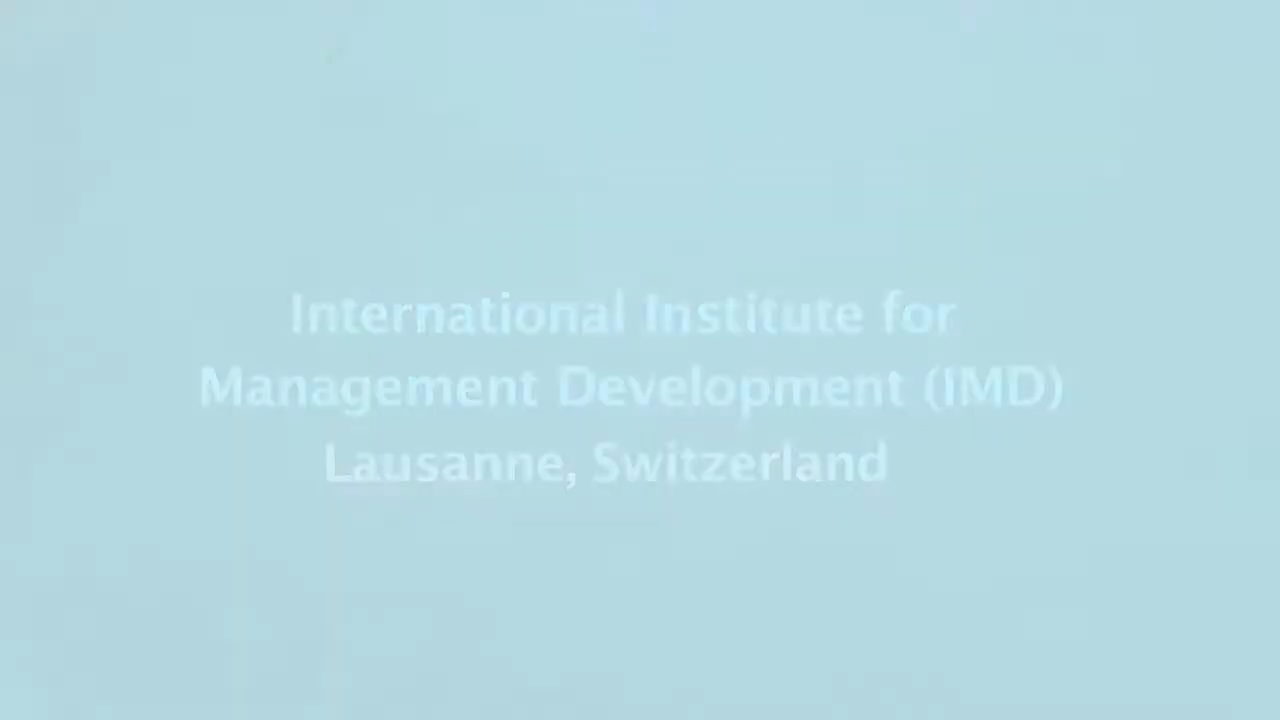 International Institute for
Management Development (IMD)
Lausanne, Switzerland